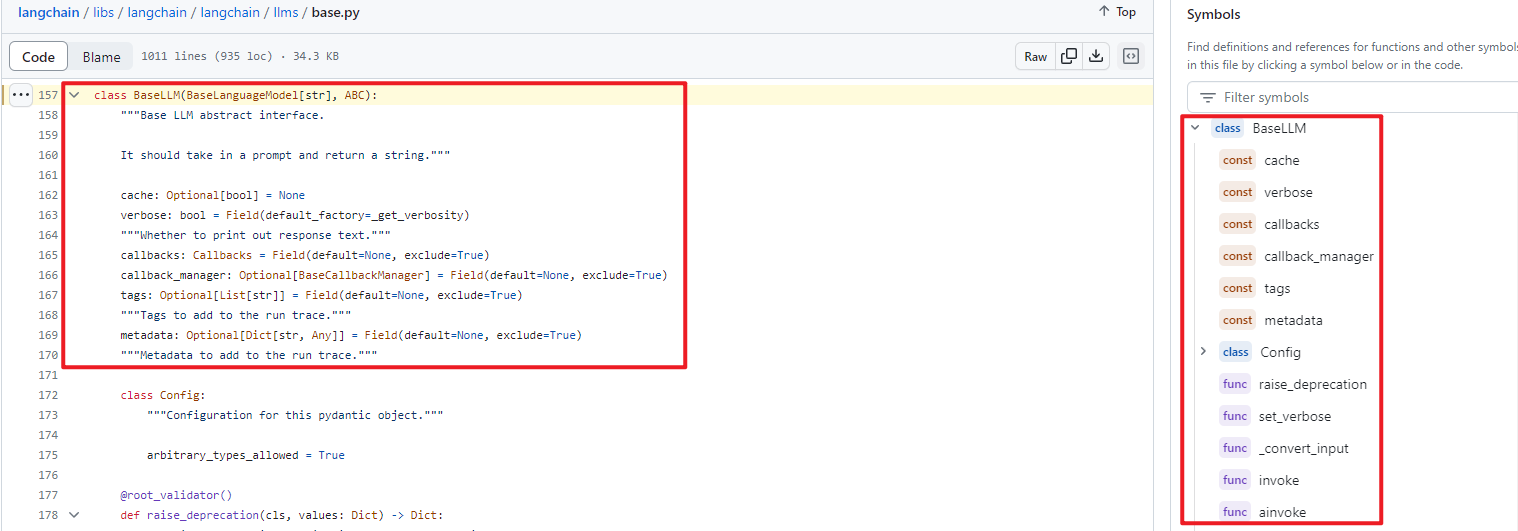 langchain / libs / langchain / langchain / llms / base.py
Top
Code Blame 1011 lines (935 loc) · 34.3 KB
Raw
157 class BaseLLM(BaseLanguageModel[str], ABC):
158 """Base LLM abstract interface.
159
160 It should take in a prompt and return a string."""
161
162 cache: Optional[bool] = None
163 verbose: bool = Field(default_factory=_get_verbosity)
164 """Whether to print out response text."""
165 callbacks: Callbacks = Field(default=None, exclude=True)
166 callback_manager: Optional[BaseCallbackManager] = Field(default=None, exclude=True)
167 tags: Optional[List[str]] = Field(default=None, exclude=True)
168 """Tags to add to the run trace."""
169 metadata: Optional[Dict[str, Any]] = Field(default=None, exclude=True)
170 """Metadata to add to the run trace."""
171
172 class Config:
173 """Configuration for this pydantic object."""
174
175 arbitrary_types_allowed = True
176
177 @root_validator()
178 def raise_deprecation(cls, values: Dict) -> Dict:
Symbols
Find definitions and references for functions and other symbols
in this file by clicking a symbol below or in the code.
Filter symbols
class BaseLLM
const cache
const verbose
const callbacks
const callback_manager
const tags
const metadata
class Config
func raise_deprecation
func set_verbose
func _convert_input
func invoke
func ainvoke